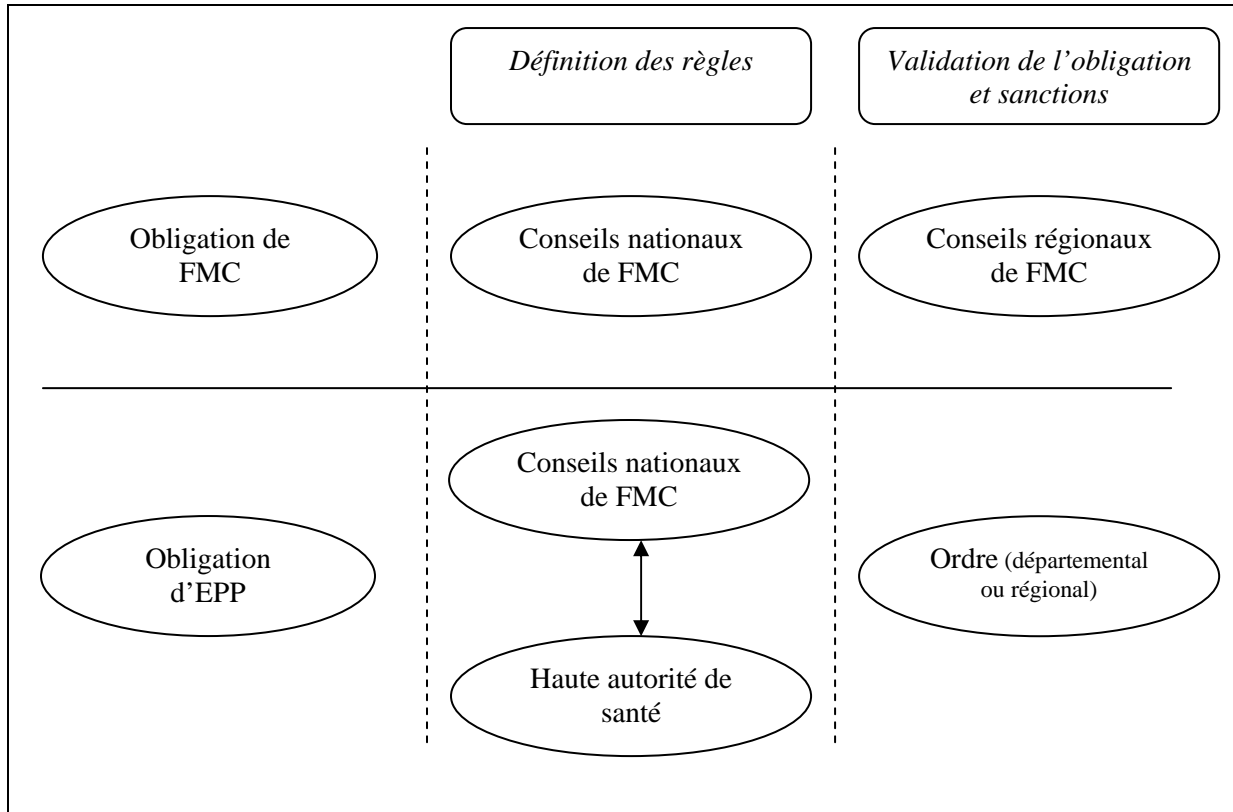 Définition des règles
Validation de l’obligation
et sanctions
Obligation de
FMC
Conseils nationaux
de FMC
Conseils régionaux
de FMC
Conseils nationaux
de FMC
Obligation
d’EPP
Ordre (départemental
ou régional)
Haute autorité de
santé